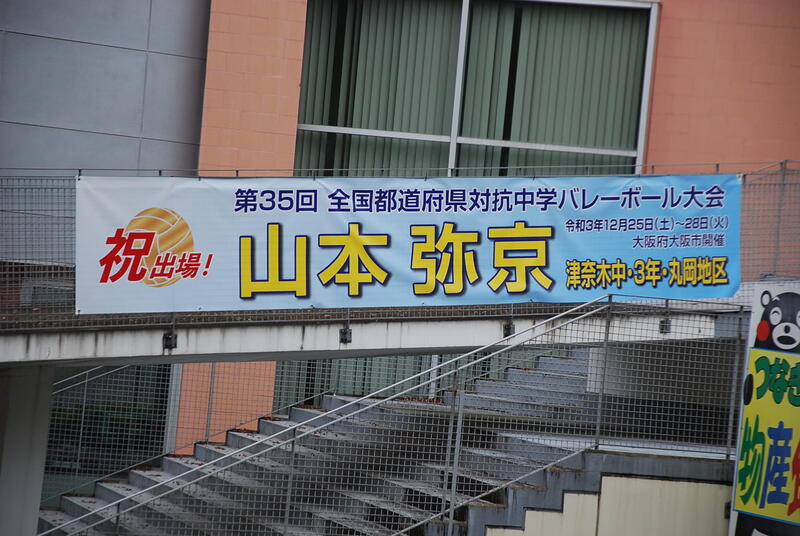 第35回 全国都道府県対抗中学バレーボール大会
祝出場!
山本 弥京
令和3年12月25日(土)~28日(火)
大阪府大阪市開催
津奈木中・3年・丸岡地区
つなぎ
物産